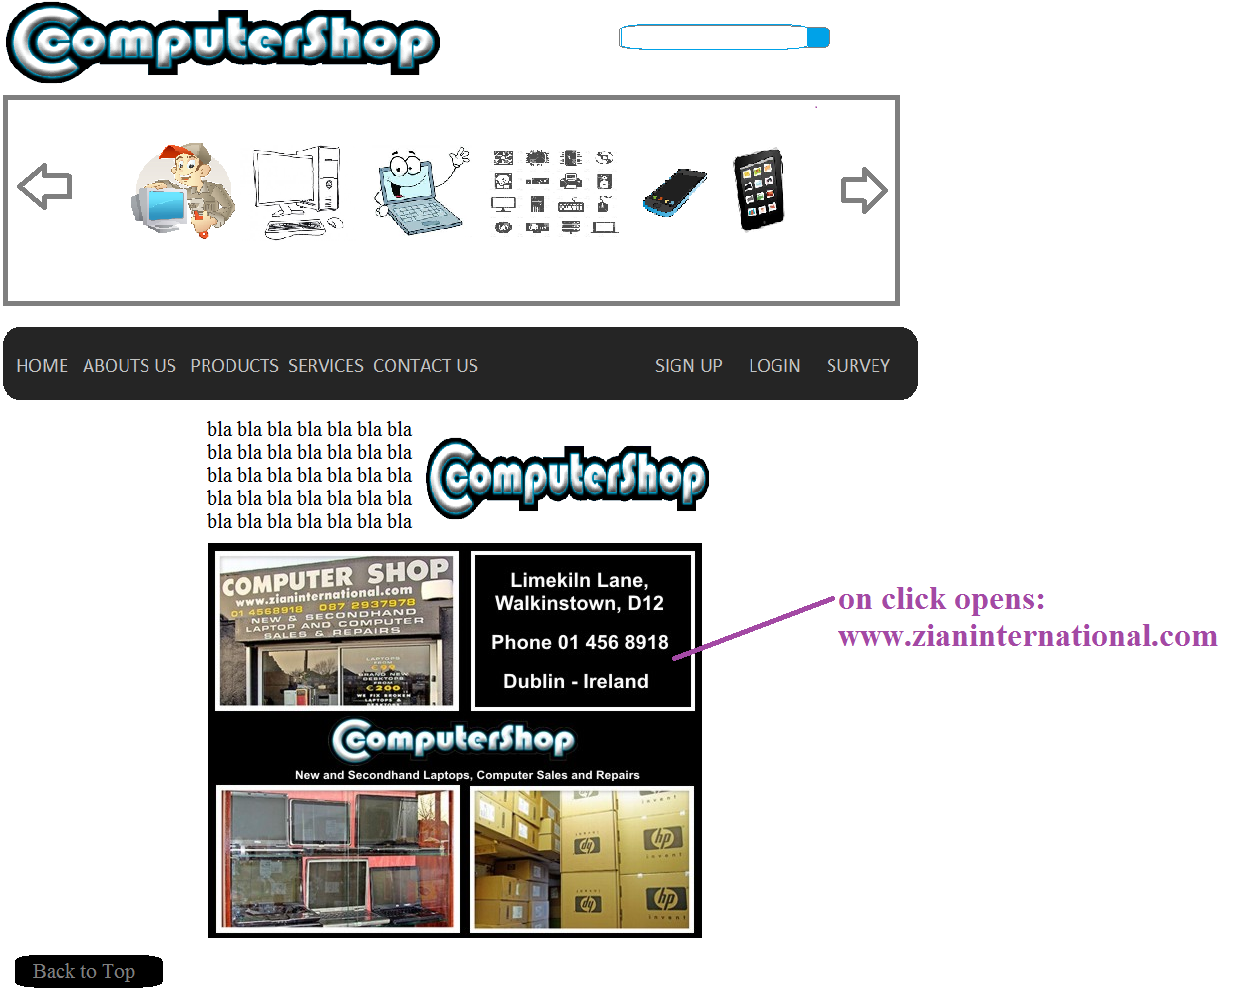 ComputerShop
HOME ABOUTS US PRODUCTS SERVICES CONTACT US SIGN UP LOGIN SURVEY
bla bla bla bla bla bla bla
bla bla bla bla bla bla bla
bla bla bla bla bla bla bla
bla bla bla bla bla bla bla
bla bla bla bla bla bla bla
ComputerShop
COMPUTER SHOP
www.zianinternational.com
01 4568918 087 2937978
NEW & SECONDHAND
LAPTOP AND COMPUTER
SALES & REPAIRS
LAPTOPS
FROM
€99
BRAND NEW
DESKTOPS
FROM
€200
WE FIX BROKEN
LAPTOPS &
DESKTOPS
Limekiln Lane,
Walkinstown, D12
Phone 01 456 8918
Dublin - Ireland
on click opens:
www.zianinternational.com
ComputerShop
New and Secondhand Laptops, Computer Sales and Repairs
hp
invent
hp
invent
hp
hp
invent
Back to Top